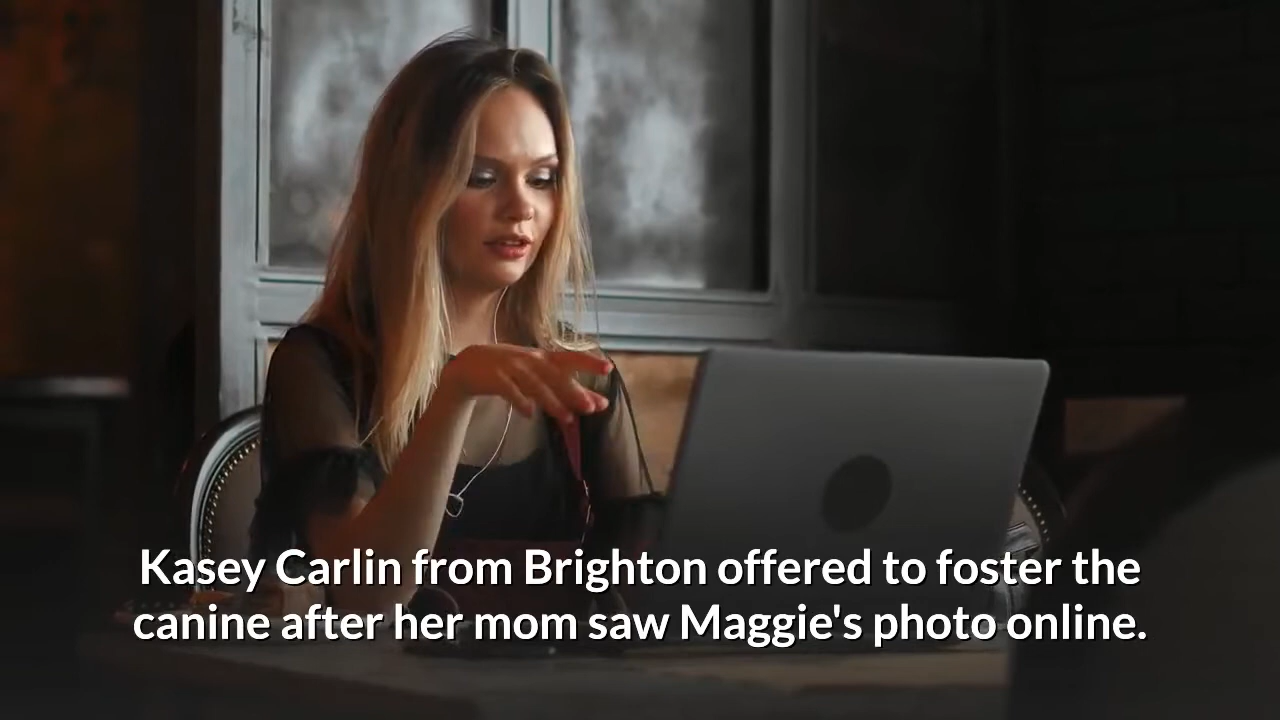 Kasey Carlin from Brighton offered to foster the
canine after her mom saw Maggie's photo online.